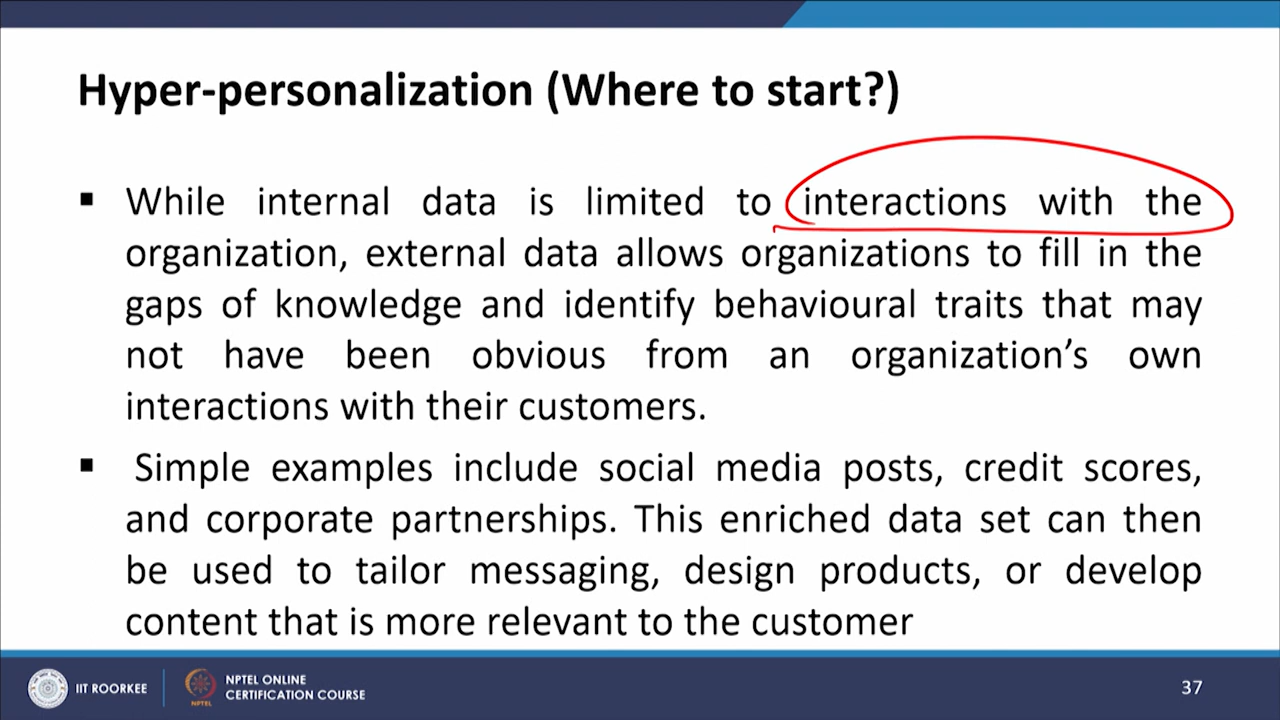 Hyper-personalization (Where to start?)
▪ While internal data is limited to interactions with the
organization, external data allows organizations to fill in the
gaps of knowledge and identify behavioural traits that may
not have been obvious from an organization's own
interactions with their customers.
▪ Simple examples include social media posts, credit scores,
and corporate partnerships. This enriched data set can then
be used to tailor messaging, design products, or develop
content that is more relevant to the customer
IIT ROORKEE
NPTEL
NPTEL ONLINE
CERTIFICATION COURSE
37